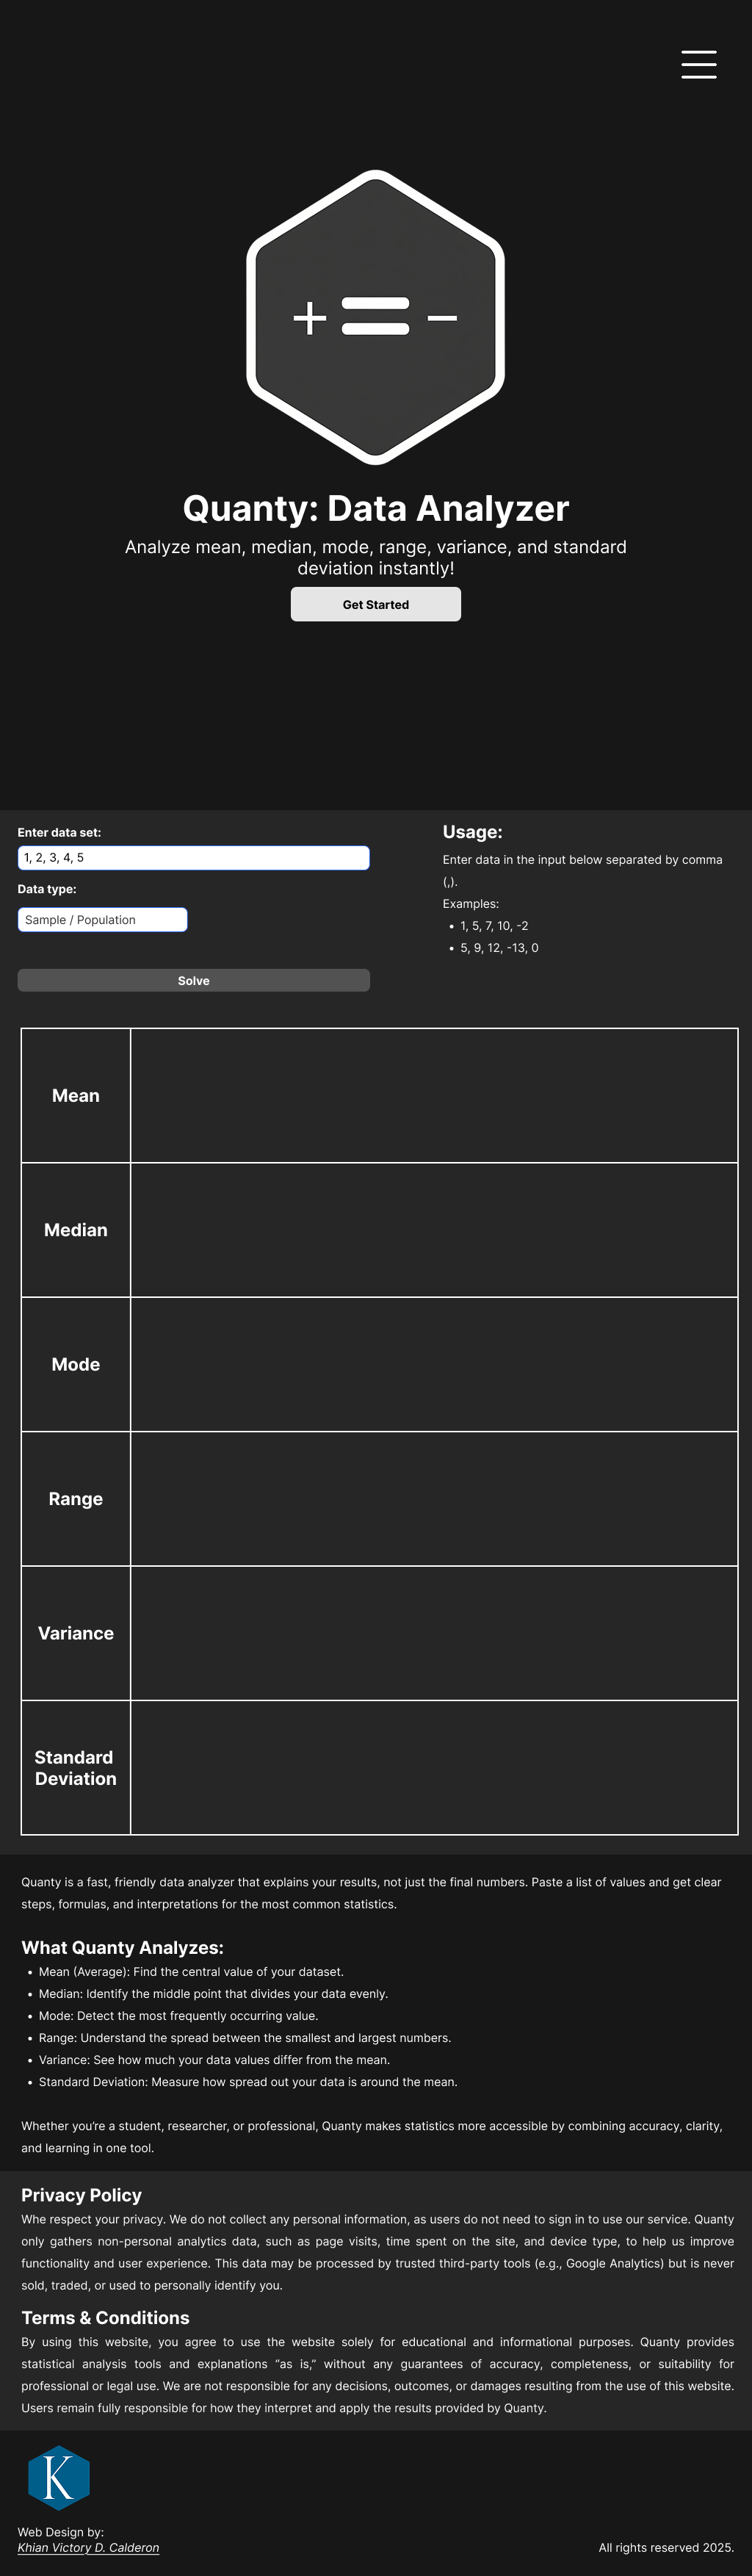 + = −
Quanty: Data Analyzer
Analyze mean, median, mode, range, variance, and standard
deviation instantly!
Get Started
Enter data set:
1, 2, 3, 4, 5
Data type:
Sample / Population
Solve
Usage:
Enter data in the input below separated by comma
(,).
Examples:
• 1, 5, 7, 10, -2
• 5, 9, 12, -13, 0
Mean
Median
Mode
Range
Variance
Standard
Deviation
Quanty is a fast, friendly data analyzer that explains your results, not just the final numbers. Paste a list of values and get clear
steps, formulas, and interpretations for the most common statistics.
What Quanty Analyzes:
• Mean (Average): Find the central value of your dataset.
• Median: Identify the middle point that divides your data evenly.
• Mode: Detect the most frequently occurring value.
• Range: Understand the spread between the smallest and largest numbers.
• Variance: See how much your data values differ from the mean.
• Standard Deviation: Measure how spread out your data is around the mean.
Whether you’re a student, researcher, or professional, Quanty makes statistics more accessible by combining accuracy, clarity,
and learning in one tool.
Privacy Policy
Whe respect your privacy. We do not collect any personal information, as users do not need to sign in to use our service. Quanty
only gathers non-personal analytics data, such as page visits, time spent on the site, and device type, to help us improve
functionality and user experience. This data may be processed by trusted third-party tools (e.g., Google Analytics) but is never
sold, traded, or used to personally identify you.
Terms & Conditions
By using this website, you agree to use the website solely for educational and informational purposes. Quanty provides
statistical analysis tools and explanations “as is,” without any guarantees of accuracy, completeness, or suitability for
professional or legal use. We are not responsible for any decisions, outcomes, or damages resulting from the use of this website.
Users remain fully responsible for how they interpret and apply the results provided by Quanty.
K
Web Design by:
Khian Victory D. Calderon
All rights reserved 2025.